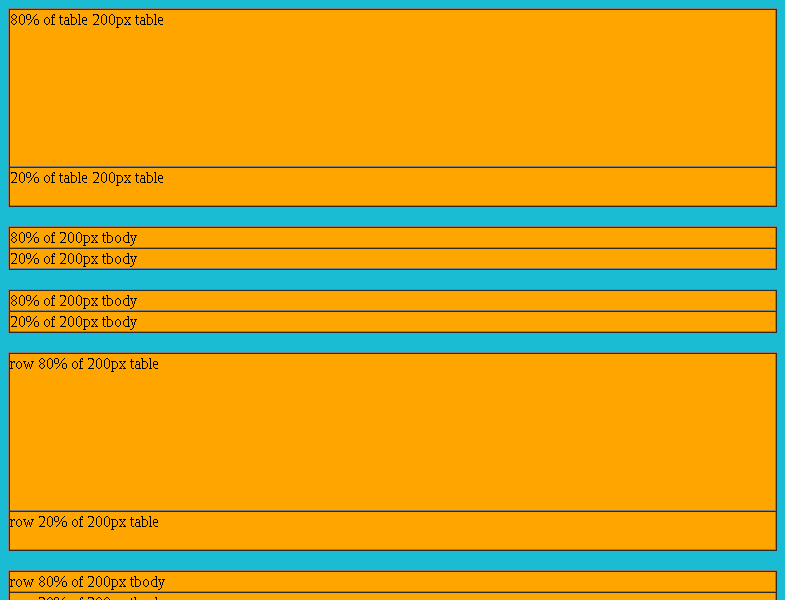 80% of table 200px table
20% of table 200px table
80% of 200px tbody
20% of 200px tbody
80% of 200px tbody
20% of 200px tbody
row 80% of 200px table
row 20% of 200px table
row 80% of 200px tbody